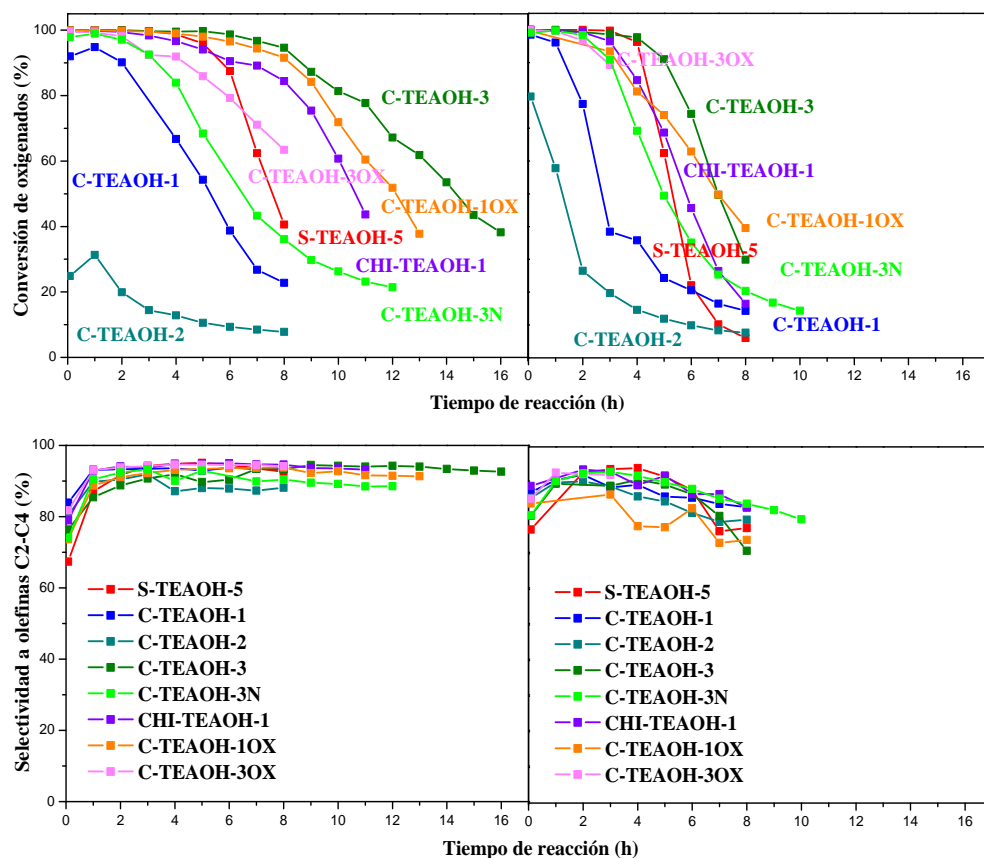 Conversión de oxigenados (%)
100
80
60
40
20
0
C-TEAOH-3
C-TEAOH-1
C-TEAOH-3OX
C-TEAOH-1OX
S-TEAOH-5
CHI-TEAOH-1
C-TEAOH-3N
C-TEAOH-2
0 2 4 6 8 10 12 14 16
C-TEAOH-3OX
C-TEAOH-3
CHI-TEAOH-1
C-TEAOH-1OX
S-TEAOH-5
C-TEAOH-3N
C-TEAOH-1
C-TEAOH-2
0 2 4 6 8 10 12 14 16
Tiempo de reacción (h)
Selectividad a olefinas C2-C4 (%)
100
80
60
40
20
0
S-TEAOH-5
C-TEAOH-1
C-TEAOH-2
C-TEAOH-3
C-TEAOH-3N
CHI-TEAOH-1
C-TEAOH-1OX
C-TEAOH-3OX
0 2 4 6 8 10 12 14 16
S-TEAOH-5
C-TEAOH-1
C-TEAOH-2
C-TEAOH-3
C-TEAOH-3N
CHI-TEAOH-1
C-TEAOH-1OX
C-TEAOH-3OX
0 2 4 6 8 10 12 14 16
Tiempo de reacción (h)